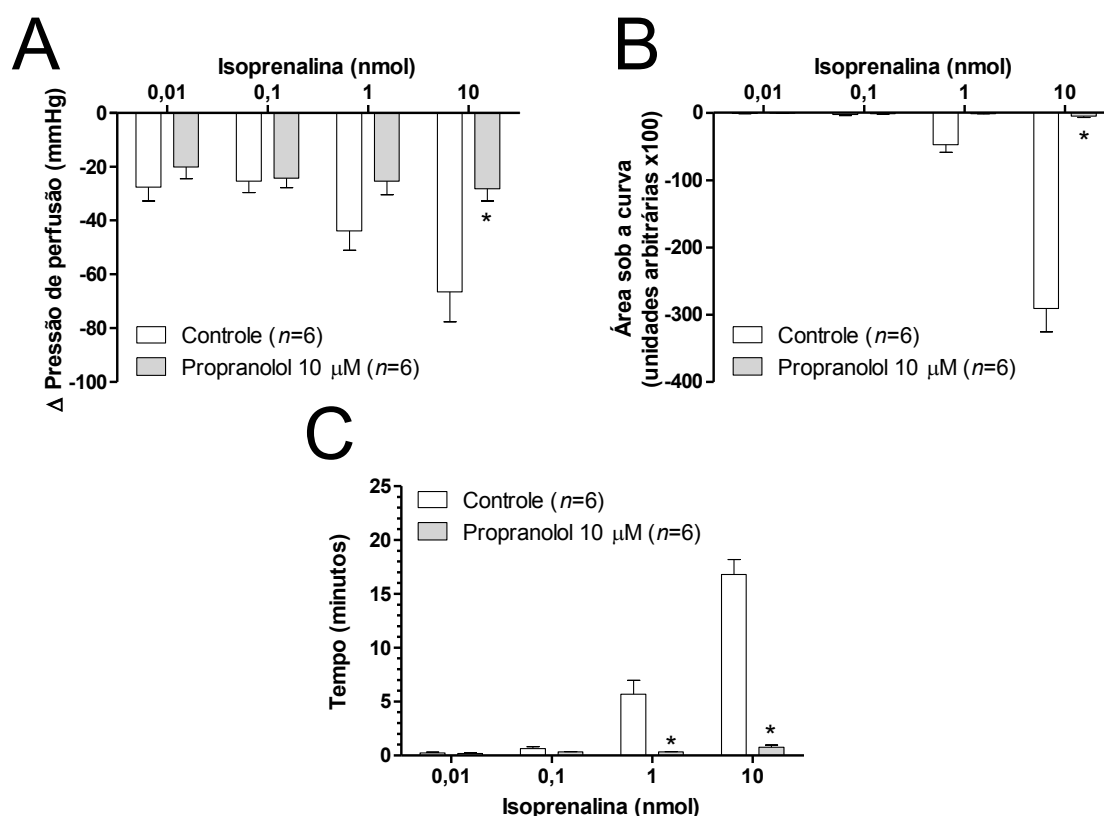 A
Isoprenalina (nmol)
0,01 0,1 1 10
Δ Pressão de perfusão (mmHg)
0
-20
-40
-60
-80
-100
Controle (n=6)
Propranolol 10 μM (n=6)
*
B
Isoprenalina (nmol)
0,01 0,1 1 10
Área sob a curva
(unidades arbitrárias x100)
0
-100
-200
-300
-400
Controle (n=6)
Propranolol 10 μM (n=6)
*
C
Tempo (minutos)
25
20
15
10
5
0
Controle (n=6)
Propranolol 10 μM (n=6)
* *
0,01 0,1 1 10
Isoprenalina (nmol)